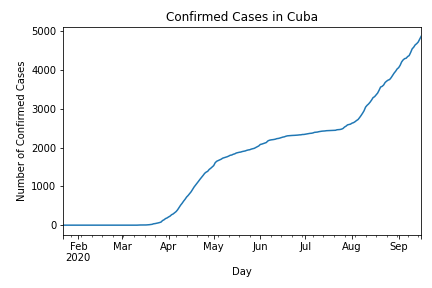 Confirmed Cases in Cuba
Number of Confirmed Cases
5000
4000
3000
2000
1000
0
Feb
2020
Mar
Apr
May
Jun
Jul
Aug
Sep
Day